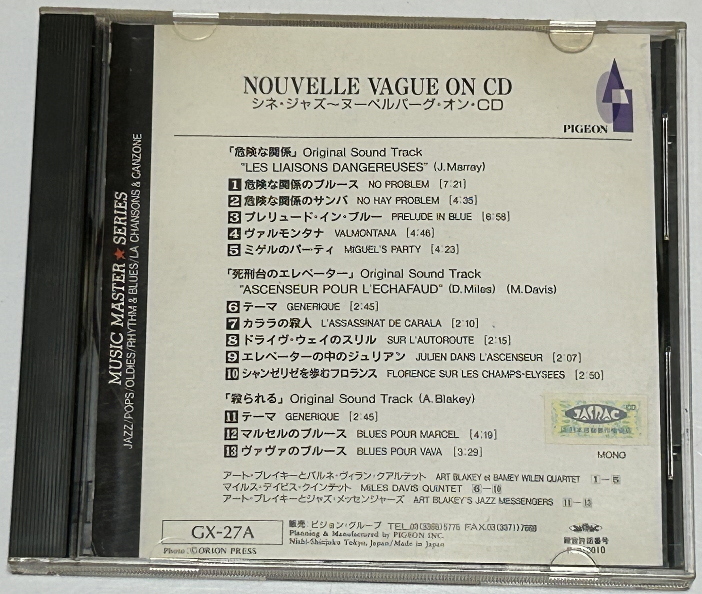 MUSIC MASTER★SERIES
JAZZ/POPS/OLDIES/RHYTHM & BLUES/LA CHANSONS & CANZONE
NOUVELLE VAGUE ON CD
シネ・ジャズ〜ヌーベルバーグ・オン・CD
PIGEON
「危険な関係」 Original Sound Track
"LES LIAISONS DANGEREUSES" (J.Marray)
1 危険な関係のブルース NO PROBLEM [7:21]
2 危険な関係のサンバ NO HAY PROBLEM [4:35]
3 プレリュード・イン・ブルー PRELUDE IN BLUE [6:58]
4 ヴァルモンタナ VALMONTANA [4:46]
5 ミゲルのパーティ MIGUEL'S PARTY [4:23]
「死刑台のエレベーター」 Original Sound Track
"ASCENSEUR POUR L'ECHAFAUD" (D.Miles) (M.Davis)
6 テーマ GENERIQUE [2:45]
7 カララの殺人 L'ASSASSINAT DE CARALA [2:10]
8 ドライヴ・ウェイのスリル SUR L'AUTOROUTE [2:15]
9 エレベーターの中のジュリアン JULIEN DANS L'ASCENSEUR [2:07]
10 シャンゼリゼを歩むフロランス FLORENCE SUR LES CHAMPS-ELYSEES [2:50]
「殺られる」 Original Sound Track (A.Blakey)
11 テーマ GENERIQUE [2:45]
12 マルセルのブルース BLUES POUR MARCEL [4:19]
13 ヴァヴァのブルース BLUES POUR VAVA [3:29]
JASRAC
CD
MONO
アート・ブレイキーとバルネ・ヴィラン・クアルテット ART BLAKEY et BAMEY WILEN QUARTET 1–5
マイルス・デイビス・クインテット MILES DAVIS QUINTET 6–10
アート・ブレイキーとジャズ・メッセンジャーズ ART BLAKEY'S JAZZ MESSENGERS 11–13
GX-27A
販売 ピジョン・グループ TEL.03(3368)5776 FAX.03(3371)7669
Planning & Manufactured by PIGEON INC.
Nishi-Shinjuku Tokyo, Japan/Made in Japan
Photo:©ORION PRESS
JASRAC